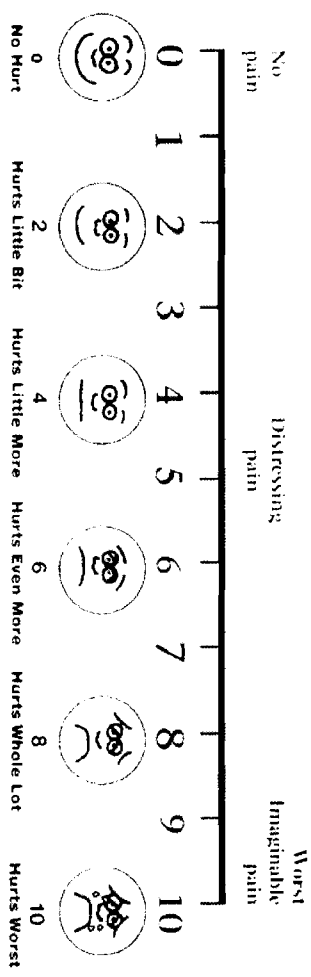 No
pain
Distressing
pain
Worst
Imaginable
pain
0 1 2 3 4 5 6 7 8 9 10
0 2 4 6 8 10
No Hurt Hurts Little Bit Hurts Little More Hurts Even More Hurts Whole Lot Hurts Worst